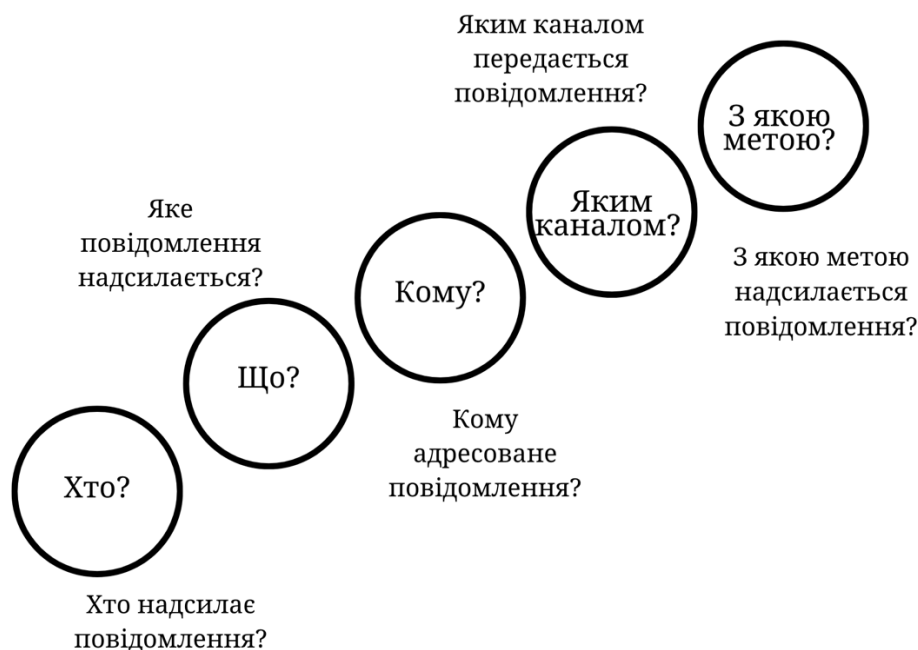 Яким каналом
передається
повідомлення?
З якою
метою?
Яке
повідомлення
надсилається?
Яким
каналом?
З якою метою
надсилається
повідомлення?
Кому?
Що?
Кому
адресоване
повідомлення?
Хто?
Хто надсилає
повідомлення?